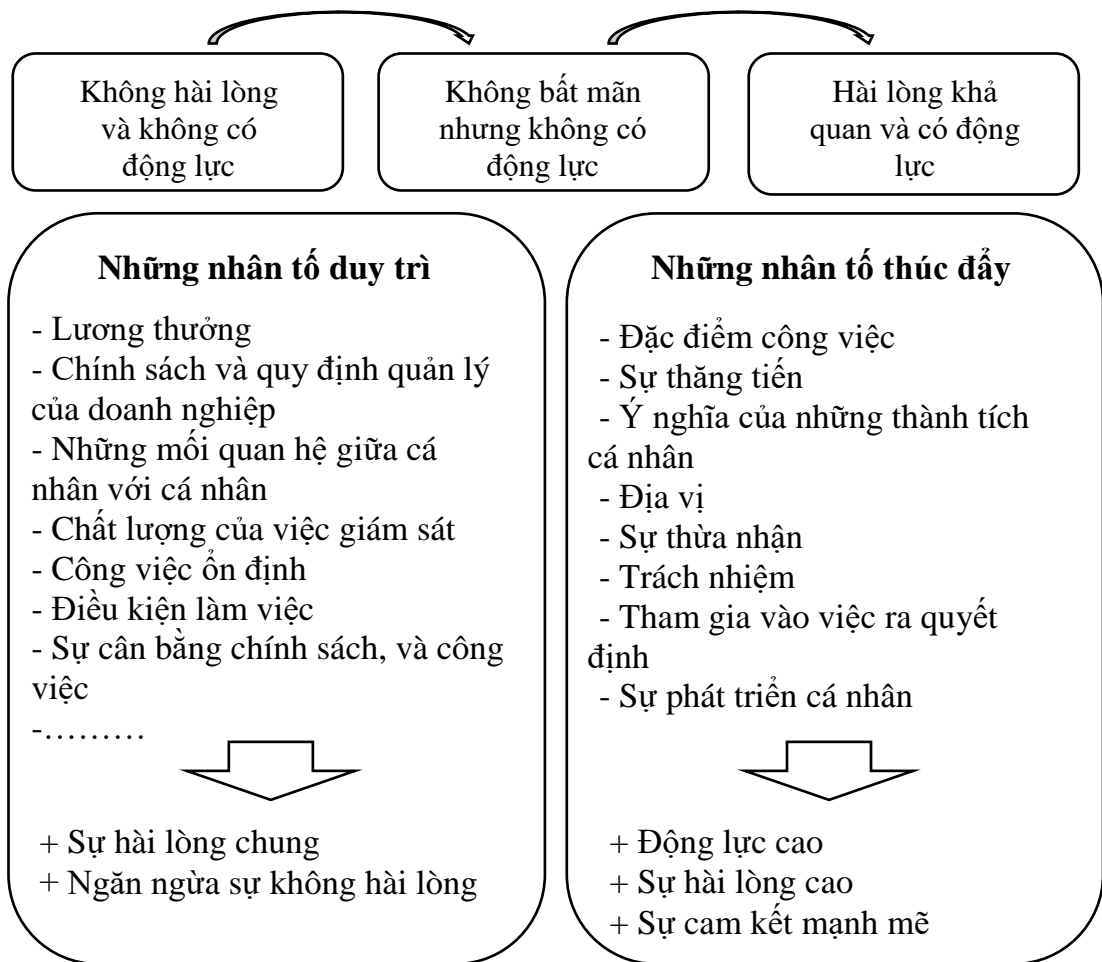 Không hài lòng
và không có
động lực
Không bất mãn
nhưng không có
động lực
Hài lòng khả
quan và có động
lực
Những nhân tố duy trì
- Lương thưởng
- Chính sách và quy định quản lý
của doanh nghiệp
- Những mối quan hệ giữa cá
nhân với cá nhân
- Chất lượng của việc giám sát
- Công việc ổn định
- Điều kiện làm việc
- Sự cân bằng chính sách, và công
việc
-………
+ Sự hài lòng chung
+ Ngăn ngừa sự không hài lòng
Những nhân tố thúc đẩy
- Đặc điểm công việc
- Sự thăng tiến
- Ý nghĩa của những thành tích
cá nhân
- Địa vị
- Sự thừa nhận
- Trách nhiệm
- Tham gia vào việc ra quyết
định
- Sự phát triển cá nhân
+ Động lực cao
+ Sự hài lòng cao
+ Sự cam kết mạnh mẽ